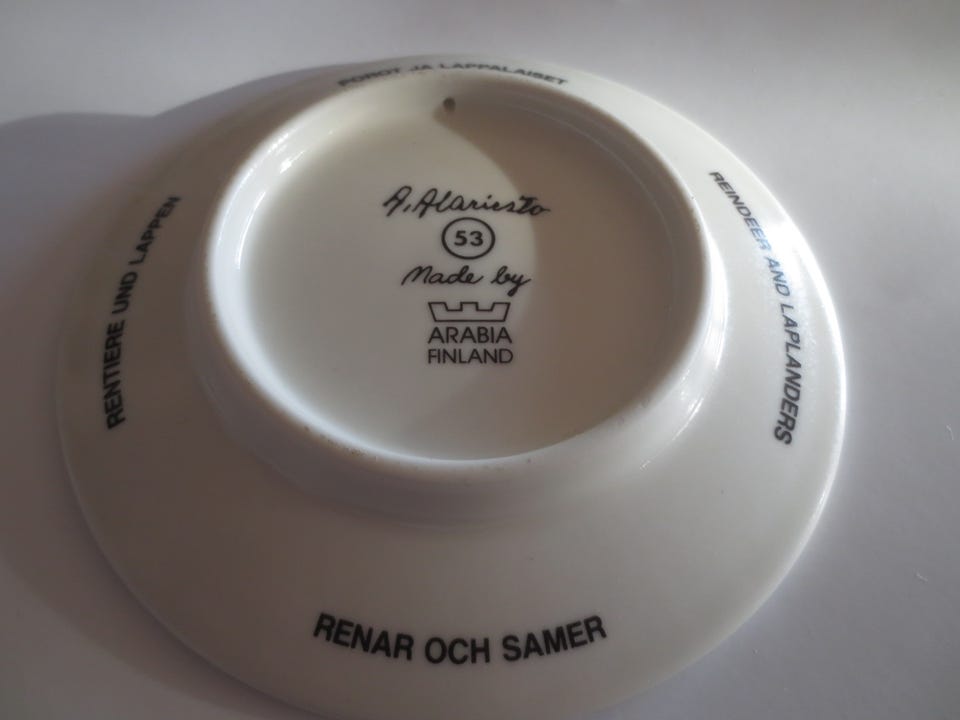 POROT JA LAPPALAISET
REINDEER AND LAPLANDERS
RENTIERE UND LAPPEN
A. Alariesto
53
Made by
ARABIA
FINLAND
RENAR OCH SAMER